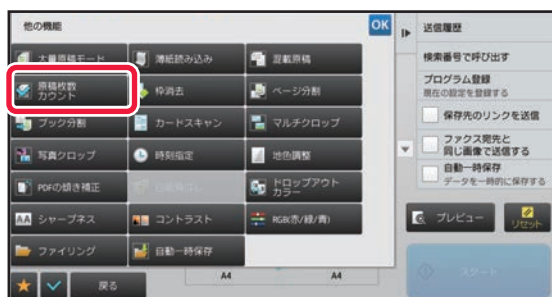 他の機能
OK
大量原稿モード
薄紙読み込み
混載原稿
原稿枚数
カウント
枠消去
ページ分割
ブック分割
カードスキャン
マルチクロップ
写真クロップ
時刻指定
地色調整
PDFの傾き補正
白紙飛ばし
ドロップアウト
カラー
シャープネス
コントラスト
RGB(赤/緑/青)
ファイリング
自動一時保存
戻る
A4
A4
送信履歴
検索番号で呼び出す
プログラム登録
現在の設定を登録する
保存先のリンクを送信
ファクス宛先と
同じ画像で送信する
自動一時保存
データを一時的に保存する
プレビュー
リセット
スタート